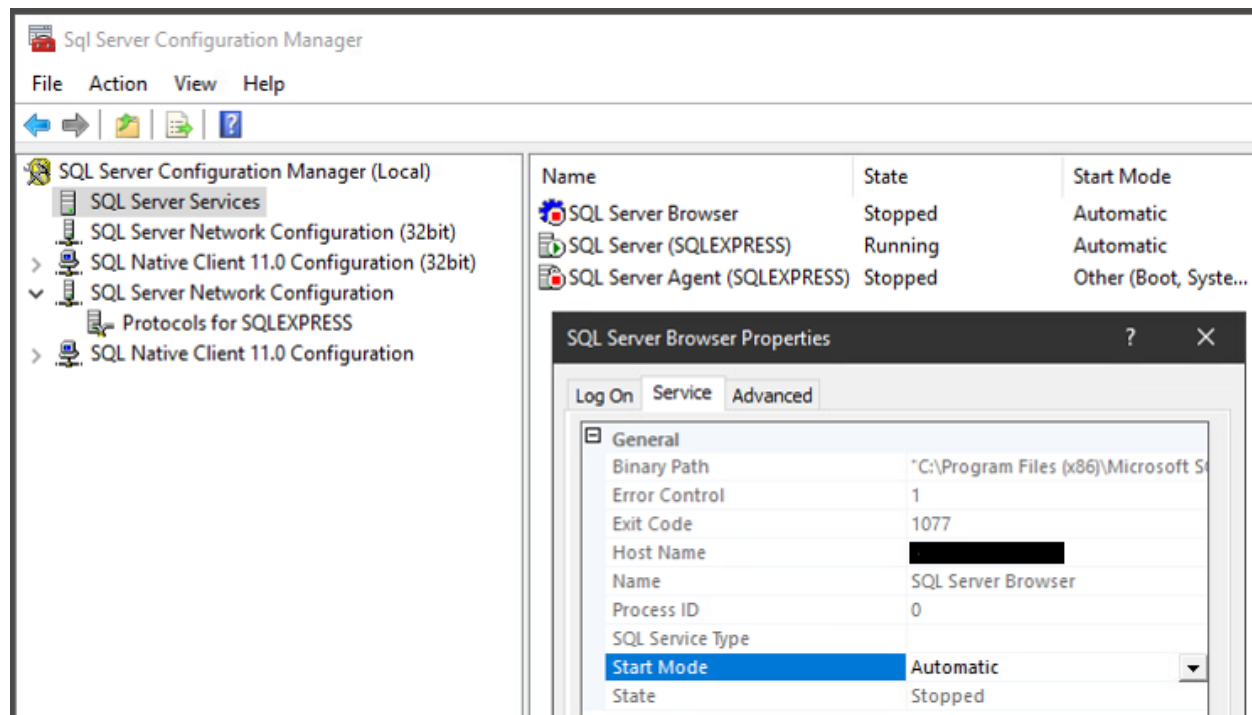 Sql Server Configuration Manager
File Action View Help
SQL Server Configuration Manager (Local)
SQL Server Services
SQL Server Network Configuration (32bit)
SQL Native Client 11.0 Configuration (32bit)
SQL Server Network Configuration
Protocols for SQLEXPRESS
SQL Native Client 11.0 Configuration
Name State Start Mode
SQL Server Browser Stopped Automatic
SQL Server (SQLEXPRESS) Running Automatic
SQL Server Agent (SQLEXPRESS) Stopped Other (Boot, Syste...
SQL Server Browser Properties ? ×
Log On Service Advanced
General
Binary Path "C:\Program Files (x86)\Microsoft
Error Control 1
Exit Code 1077
Host Name
Name SQL Server Browser
Process ID 0
SQL Service Type
Start Mode Automatic
State Stopped